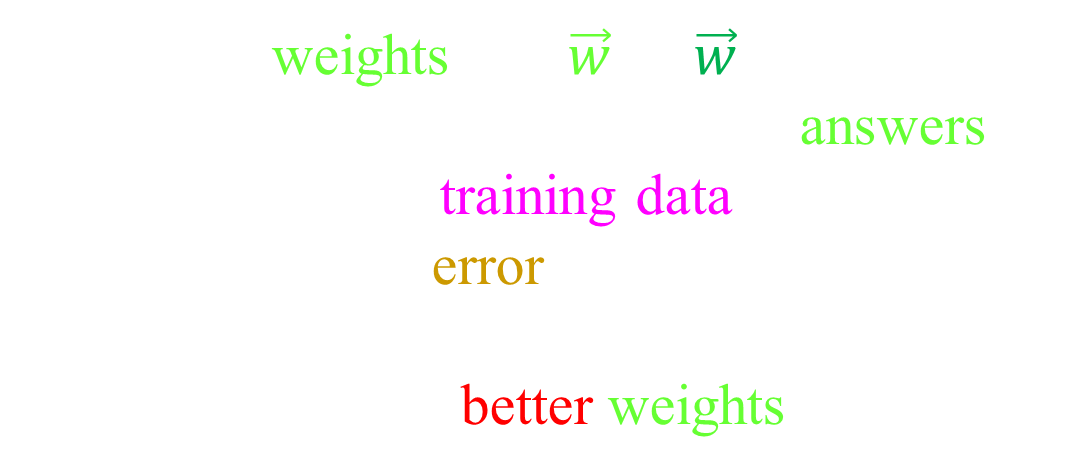 weights w⃗ w⃗
answers
training data
error
better weights